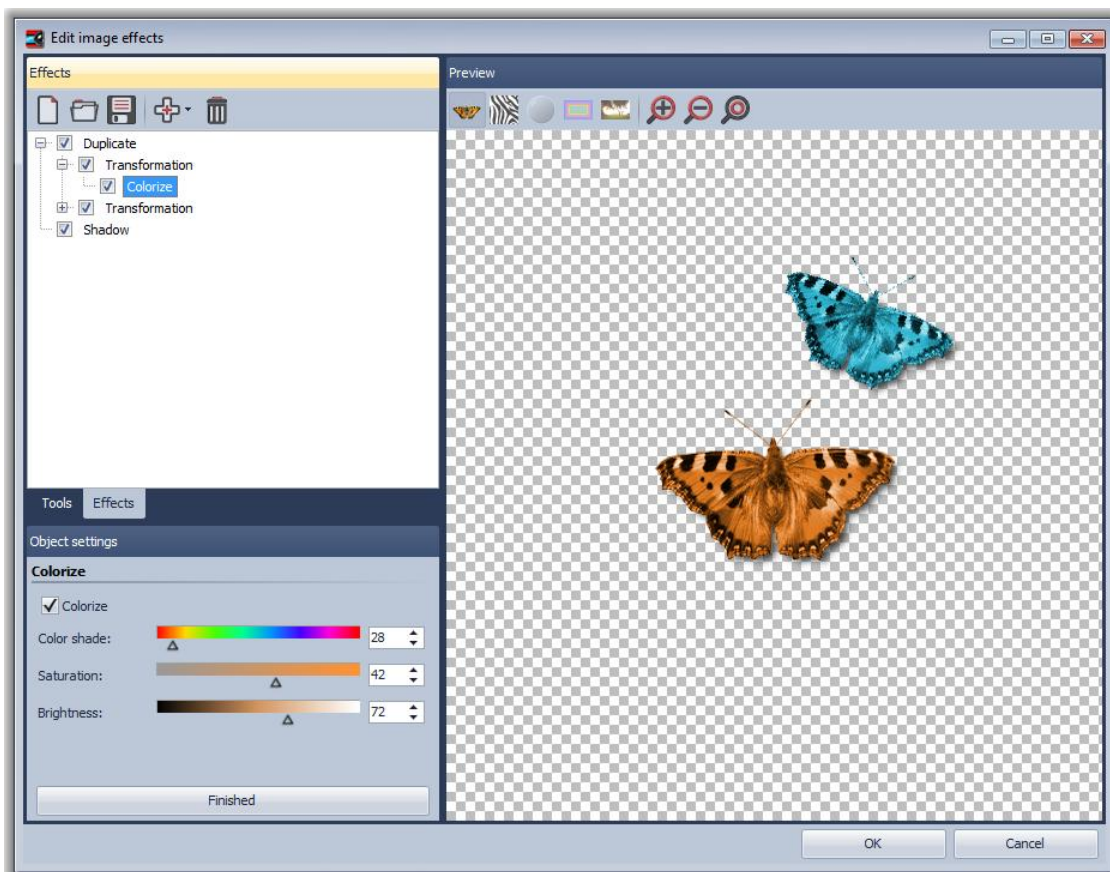 Edit image effects
Effects
Preview
Duplicate
Transformation
Colorize
Transformation
Shadow
Tools Effects
Object settings
Colorize
Colorize
Color shade: 28
Saturation: 42
Brightness: 72
Finished
OK Cancel